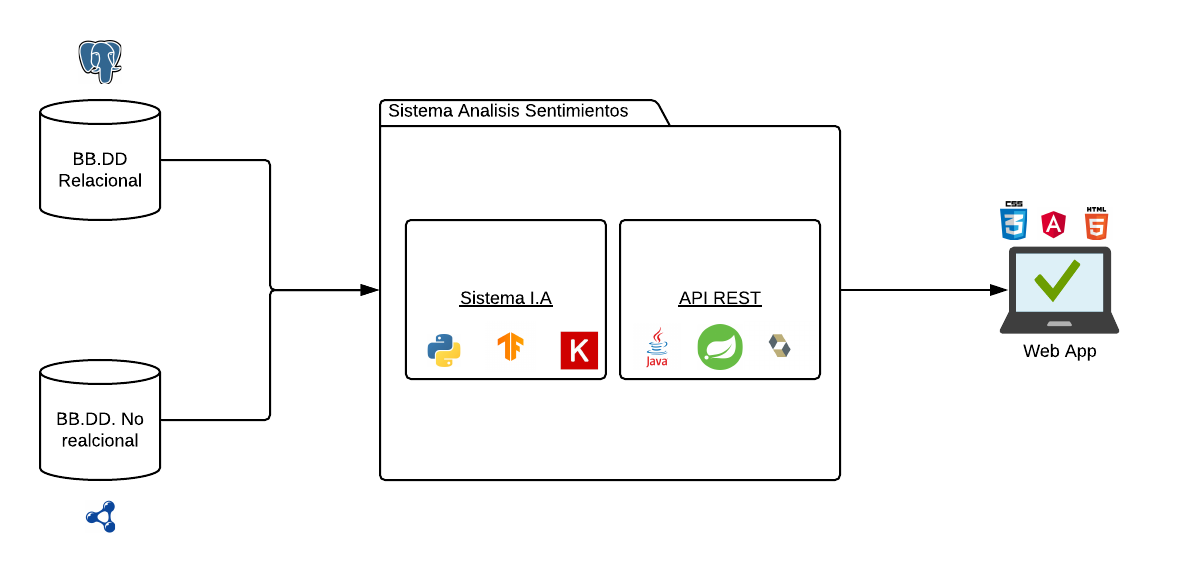 Sistema Analisis Sentimientos
BB.DD
Relacional
BB.DD. No
realcional
Sistema I.A
K
API REST
Java
CSS
3
A
HTML
5
Web App